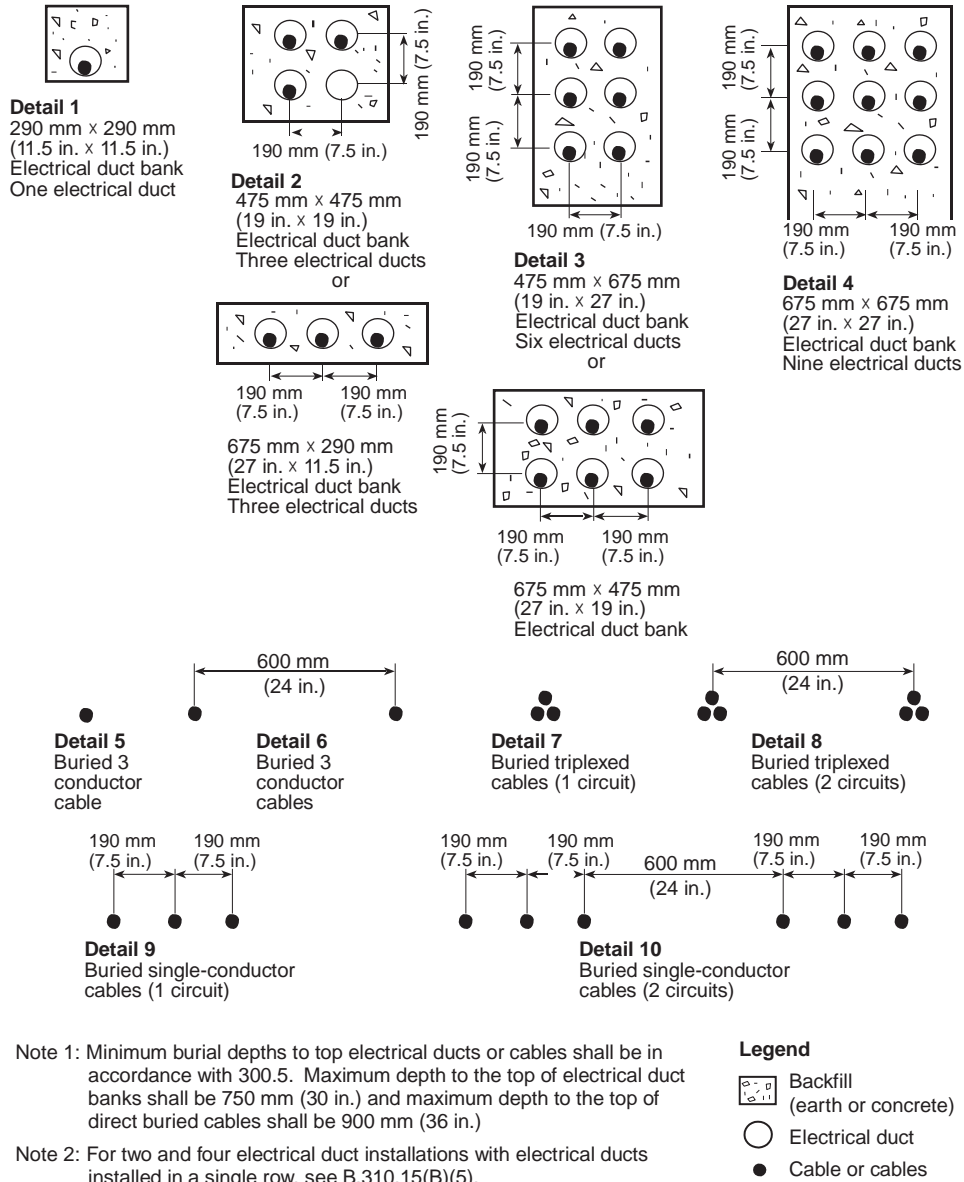 Detail 1
290 mm × 290 mm
(11.5 in. × 11.5 in.)
Electrical duct bank
One electrical duct
190 mm (7.5 in.)
190 mm (7.5 in.)
Detail 2
475 mm × 475 mm
(19 in. × 19 in.)
Electrical duct bank
Three electrical ducts
or
190 mm
(7.5 in.)
190 mm
(7.5 in.)
675 mm × 290 mm
(27 in. × 11.5 in.)
Electrical duct bank
Three electrical ducts
190 mm
(7.5 in.)
190 mm
(7.5 in.)
190 mm (7.5 in.)
Detail 3
475 mm × 675 mm
(19 in. × 27 in.)
Electrical duct bank
Six electrical ducts
or
190 mm
(7.5 in.)
190 mm
(7.5 in.)
190 mm
(7.5 in.)
675 mm × 475 mm
(27 in. × 19 in.)
Electrical duct bank
190 mm
(7.5 in.)
190 mm
(7.5 in.)
190 mm
(7.5 in.)
190 mm
(7.5 in.)
Detail 4
675 mm × 675 mm
(27 in. × 27 in.)
Electrical duct bank
Nine electrical ducts
Detail 5
Buried 3
conductor
cable
600 mm
(24 in.)
Detail 6
Buried 3
conductor
cables
Detail 7
Buried triplexed
cables (1 circuit)
600 mm
(24 in.)
Detail 8
Buried triplexed
cables (2 circuits)
190 mm
(7.5 in.)
190 mm
(7.5 in.)
Detail 9
Buried single-conductor
cables (1 circuit)
190 mm
(7.5 in.)
190 mm
(7.5 in.)
600 mm
(24 in.)
190 mm
(7.5 in.)
190 mm
(7.5 in.)
Detail 10
Buried single-conductor
cables (2 circuits)
Note 1: Minimum burial depths to top electrical ducts or cables shall be in
accordance with 300.5. Maximum depth to the top of electrical duct
banks shall be 750 mm (30 in.) and maximum depth to the top of
direct buried cables shall be 900 mm (36 in.)
Note 2: For two and four electrical duct installations with electrical ducts
installed in a single row, see B.310.15(B)(5).
Legend
Backfill
(earth or concrete)
Electrical duct
Cable or cables